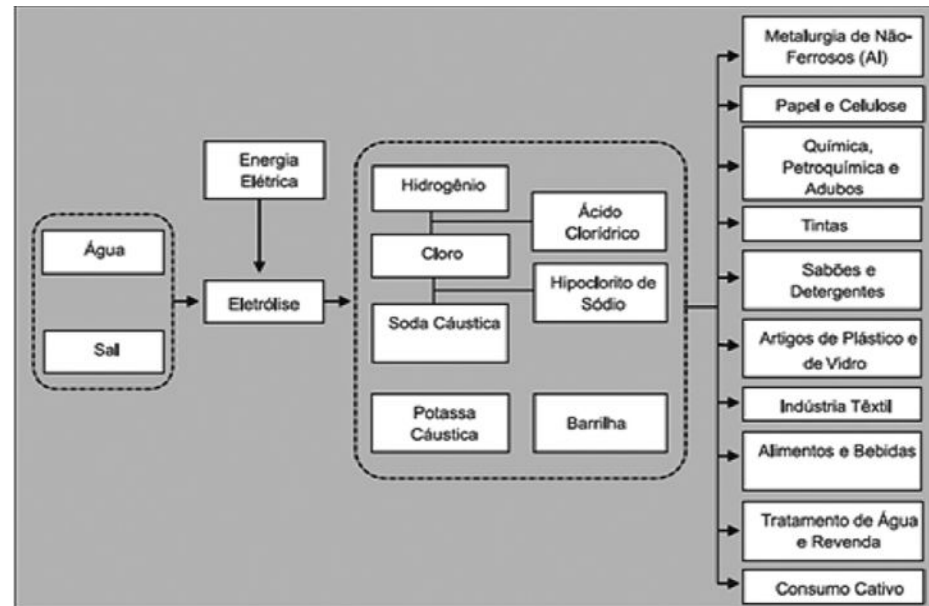 Água
Sal
Energia
Elétrica
Eletrólise
Hidrogênio
Cloro
Soda Cáustica
Potassa
Cáustica
Ácido
Clorídrico
Hipoclorito de
Sódio
Barrilha
Metalurgia de Não-
Ferrosos (Al)
Papel e Celulose
Química,
Petroquímica e
Adubos
Tintas
Sabões e
Detergentes
Artigos de Plástico e
de Vidro
Indústria Têxtil
Alimentos e Bebidas
Tratamento de Água
e Revenda
Consumo Cativo